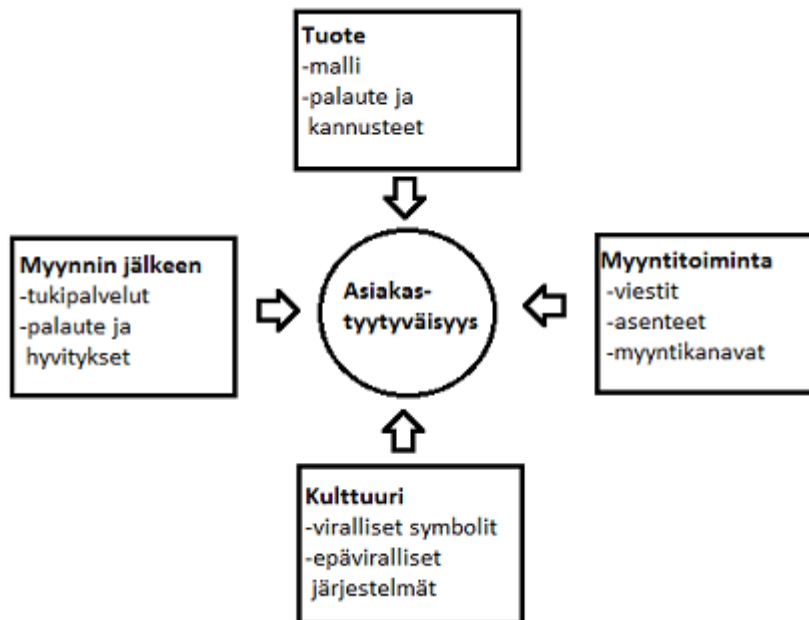 Tuote
-malli
-palaute ja
kannusteet
Myynnin jälkeen
-tukipalvelut
-palaute ja
hyvitykset
Asiakas-
tyytyväisyys
Myyntitoiminta
-viestit
-asenteet
-myyntikanavat
Kulttuuri
-viralliset symbolit
-epäviralliset
järjestelmät